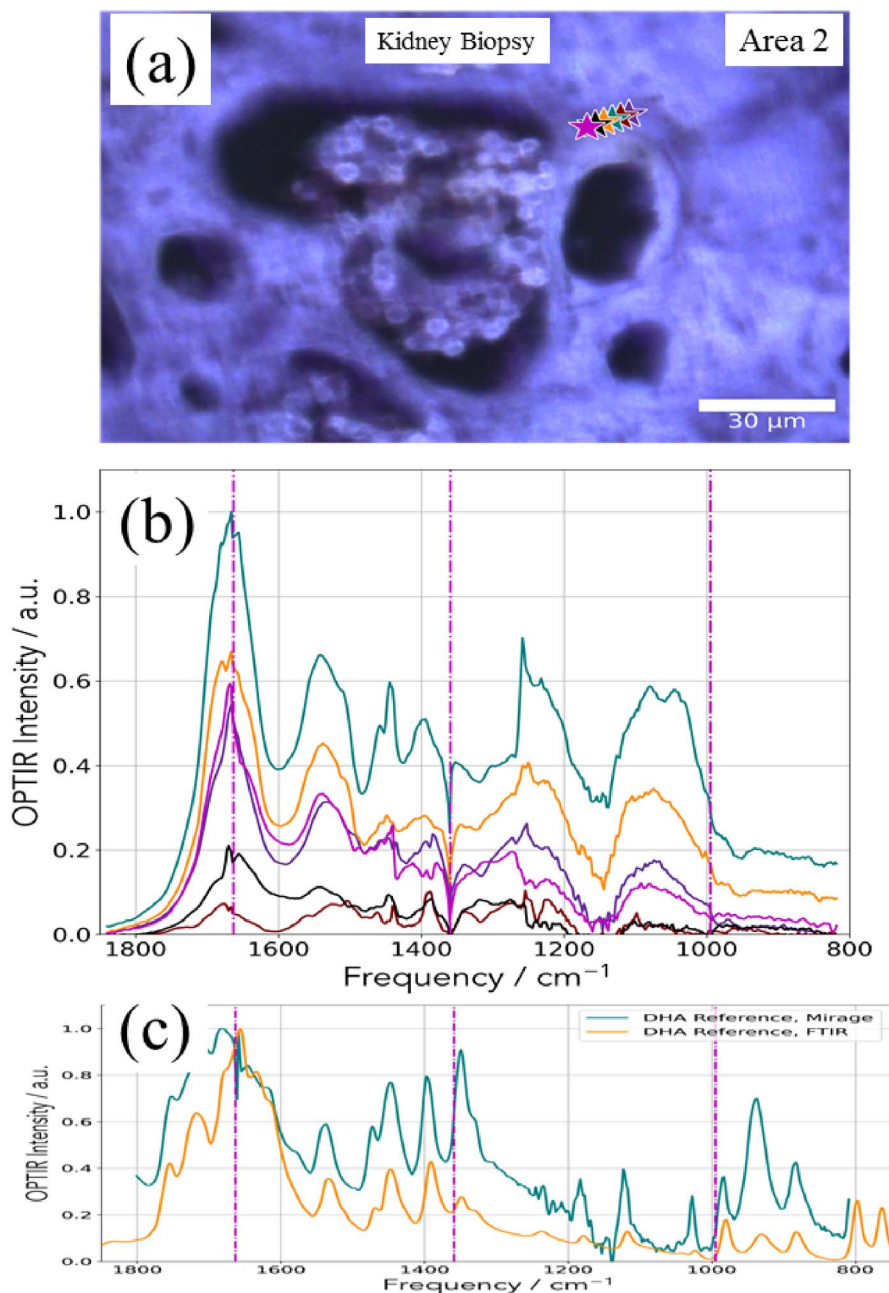 (a)
Kidney Biopsy
Area 2
30 μm
(b)
1.0
0.8
0.6
0.4
0.2
0.0
OPTIR Intensity / a.u.
1800
1600
1400
1200
1000
800
Frequency / cm⁻¹
(c)
DHA Reference, Mirage
DHA Reference, FTIR
1.0
0.8
0.6
0.4
0.2
0.0
OPTIR Intensity / a.u.
1800
1600
1400
1200
1000
800
Frequency / cm⁻¹